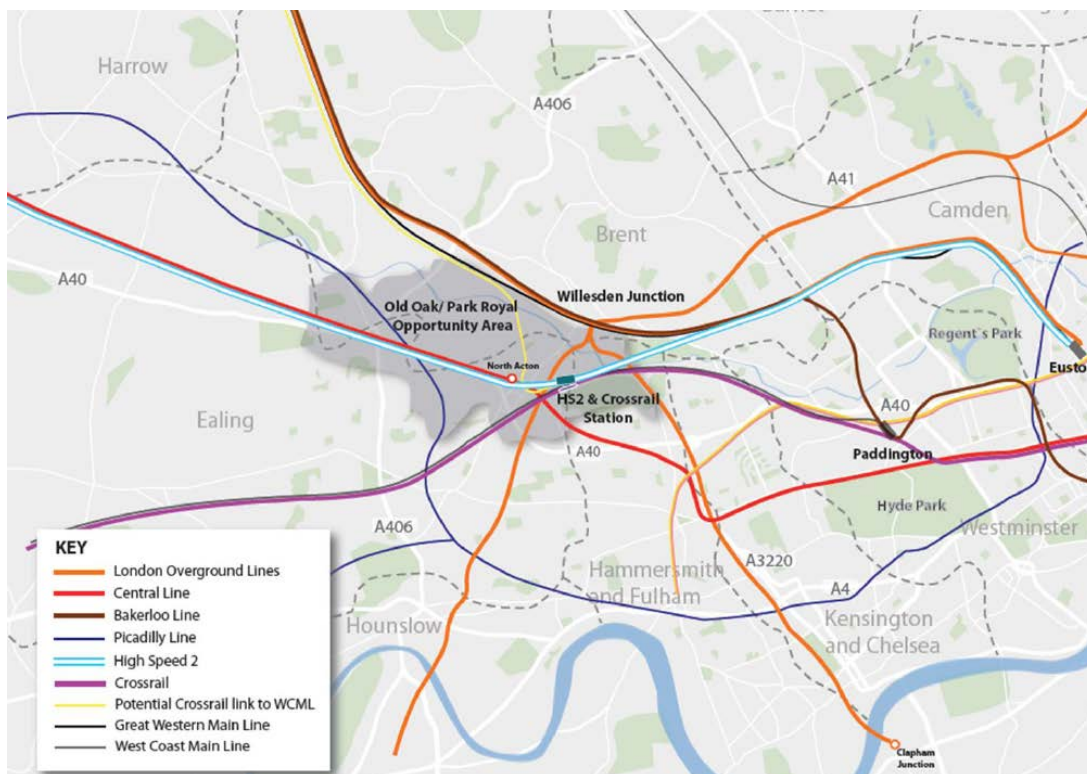 Harrow
A406
A41
Camden
Brent
A40
Old Oak/ Park Royal
Opportunity Area
Willesden Junction
Regent's Park
North Acton
Eusto
HS2 & Crossrail
Station
Ealing
A40
A40
Paddington
Hyde Park
Westminster
A406
KEY
London Overground Lines
Central Line
Bakerloo Line
Picadilly Line
High Speed 2
Crossrail
Potential Crossrail link to WCML
Great Western Main Line
West Coast Main Line
Hammersmith
and Fulham
A3220
A4
Hounslow
Kensington
and Chelsea
Clapham
Junction